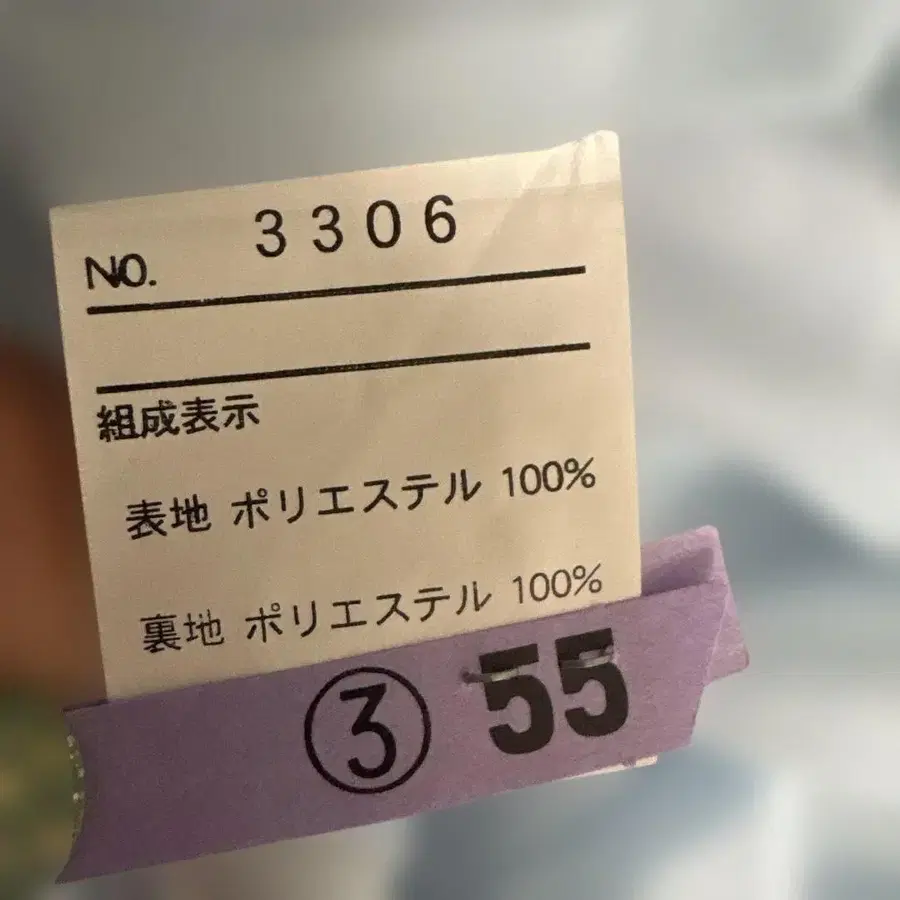 NO. 3306
組成表示
表地 ポリエステル 100%
裏地 ポリエステル 100%
③ 55